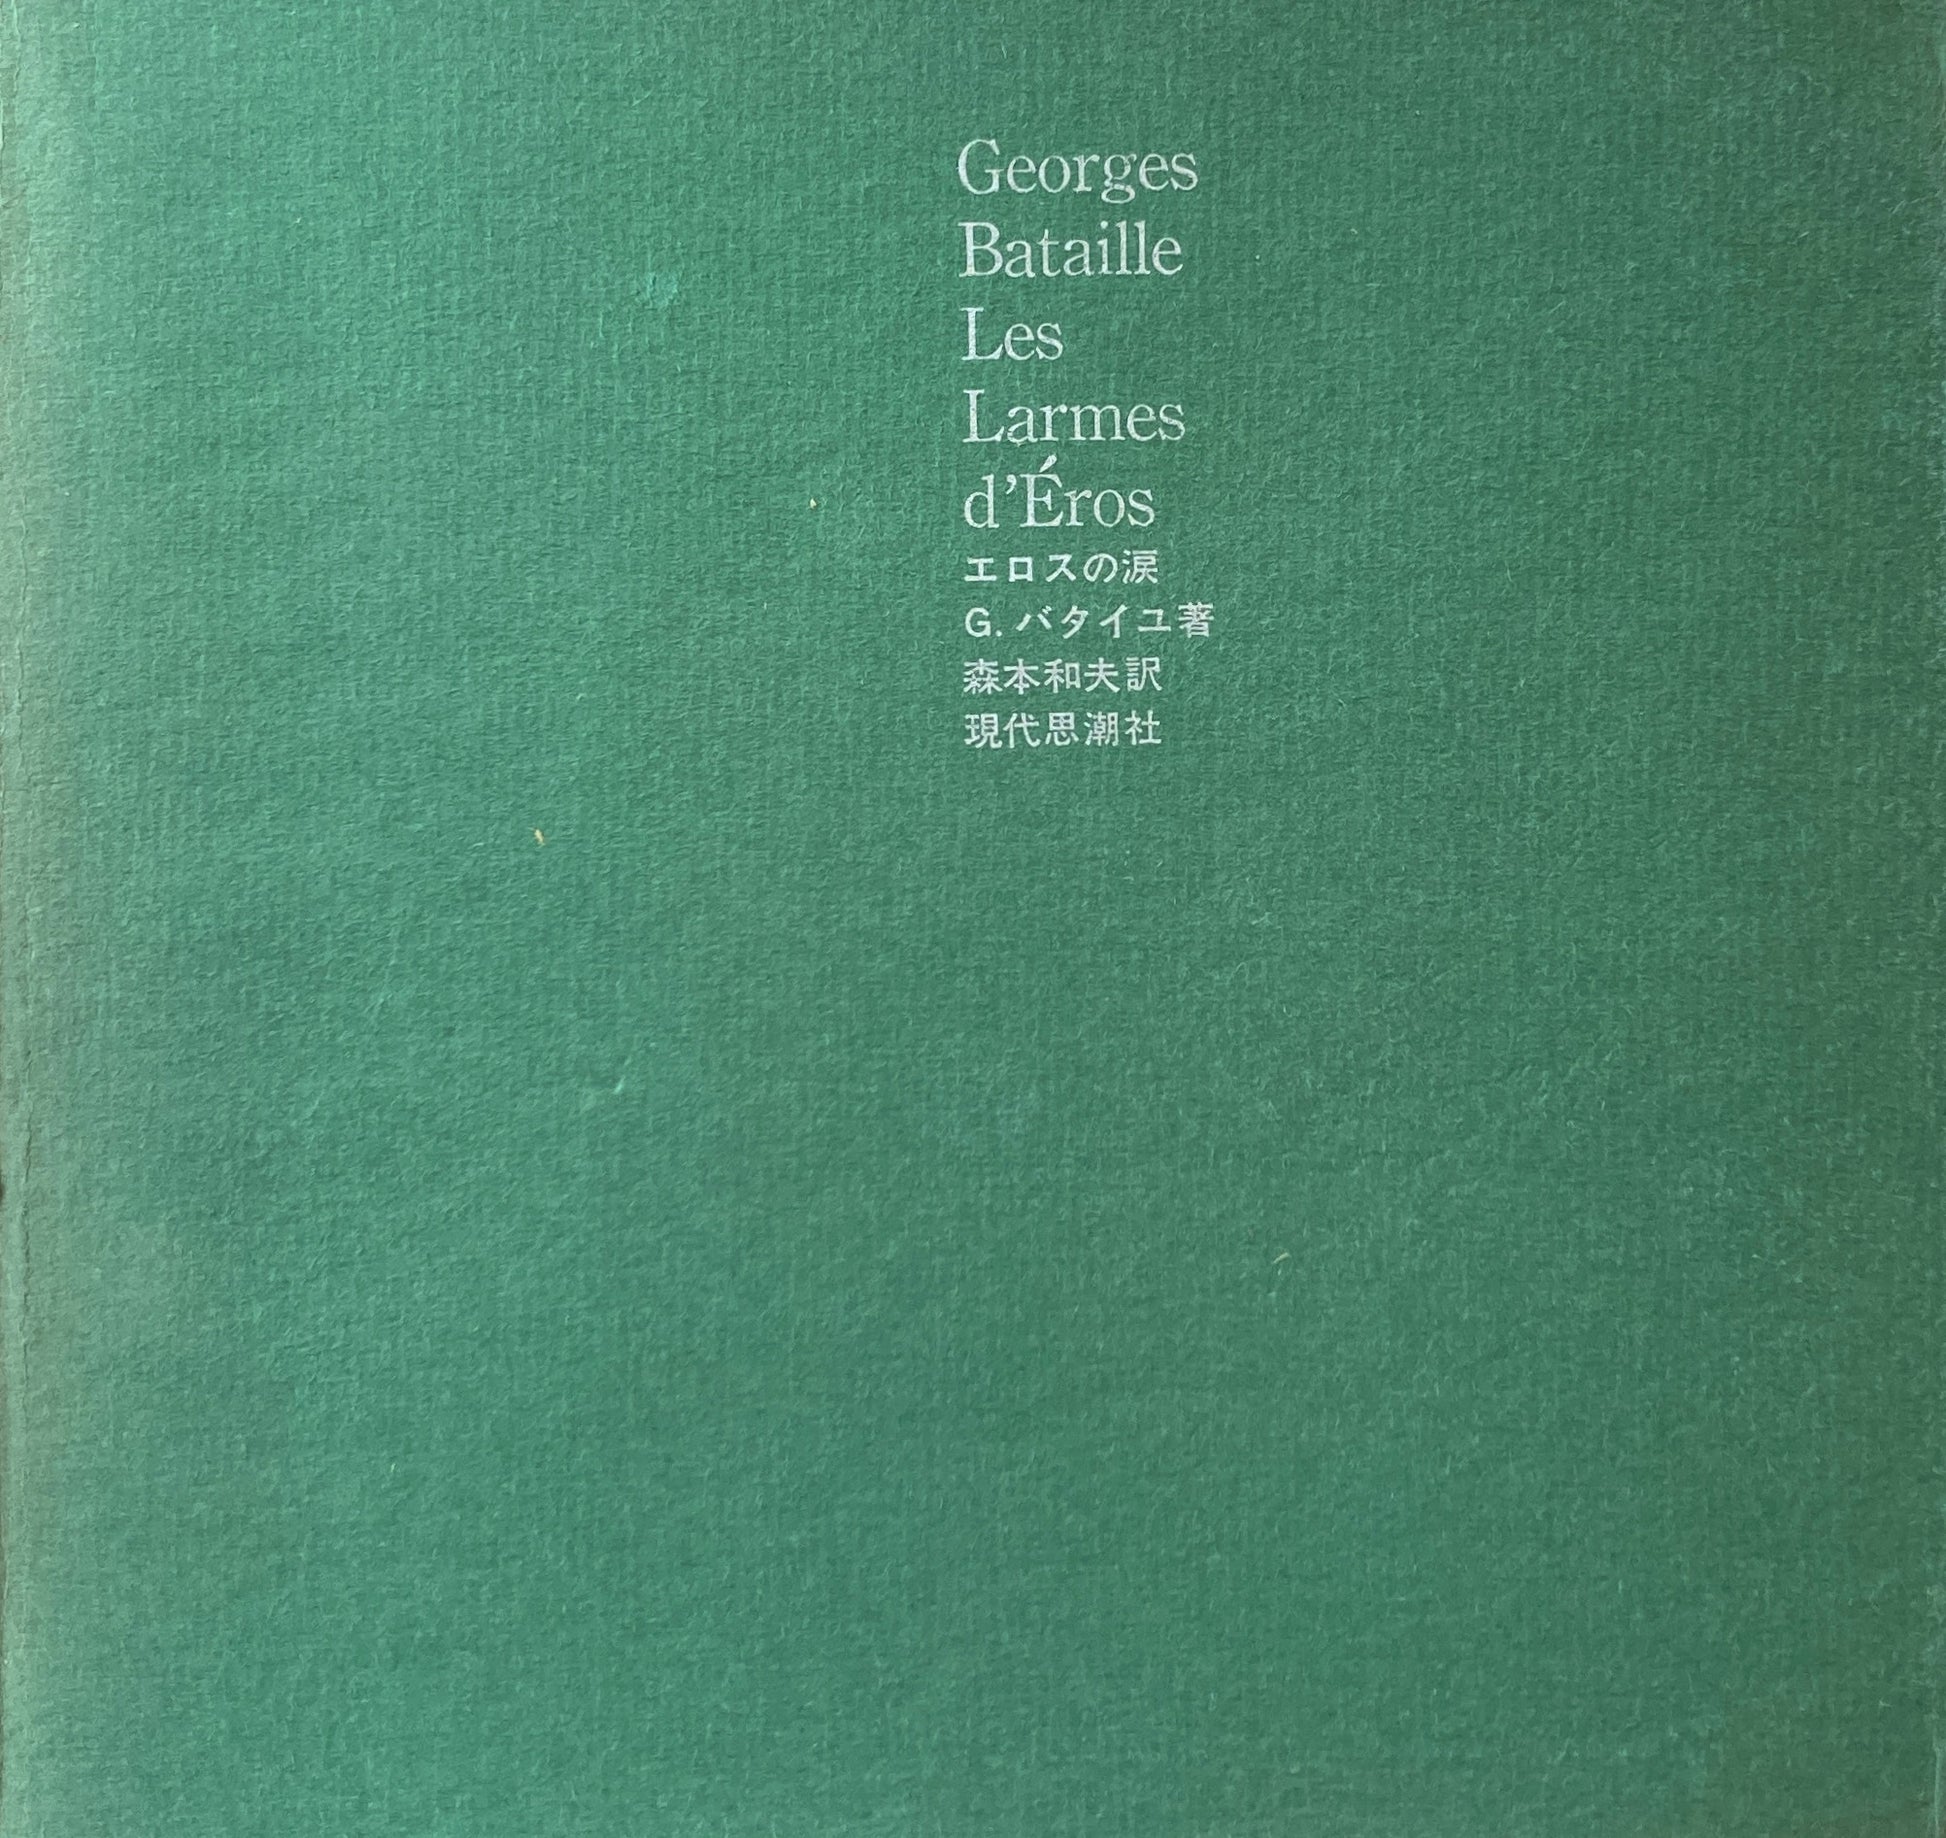 Georges
Bataille
Les
Larmes
d'Éros
エロスの涙
G. バタイユ著
森本和夫訳
現代思潮社